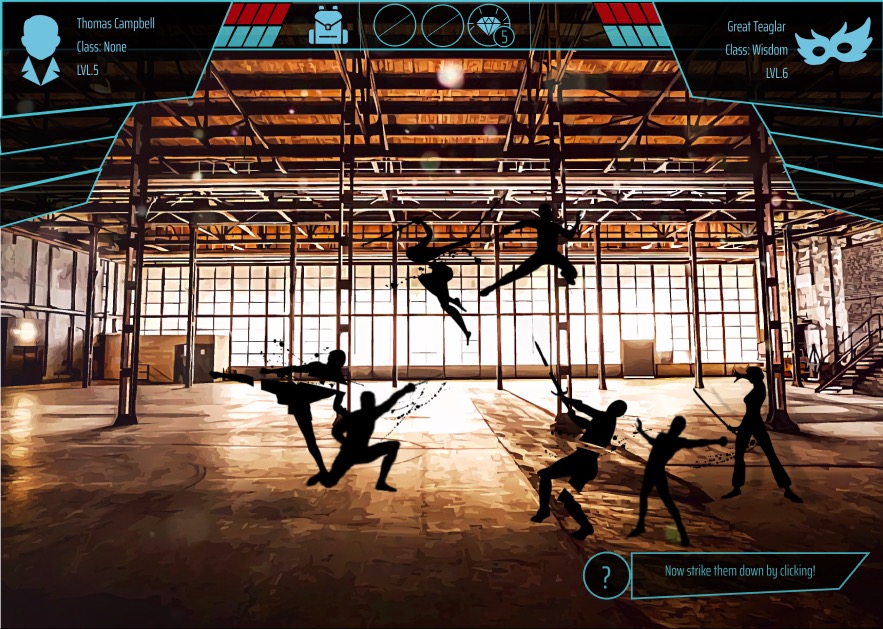 Thomas Campbell
Class: None
LVL.5
5
Great Teaglar
Class: Wisdom
LVL.6
?
Now strike them down by clicking!